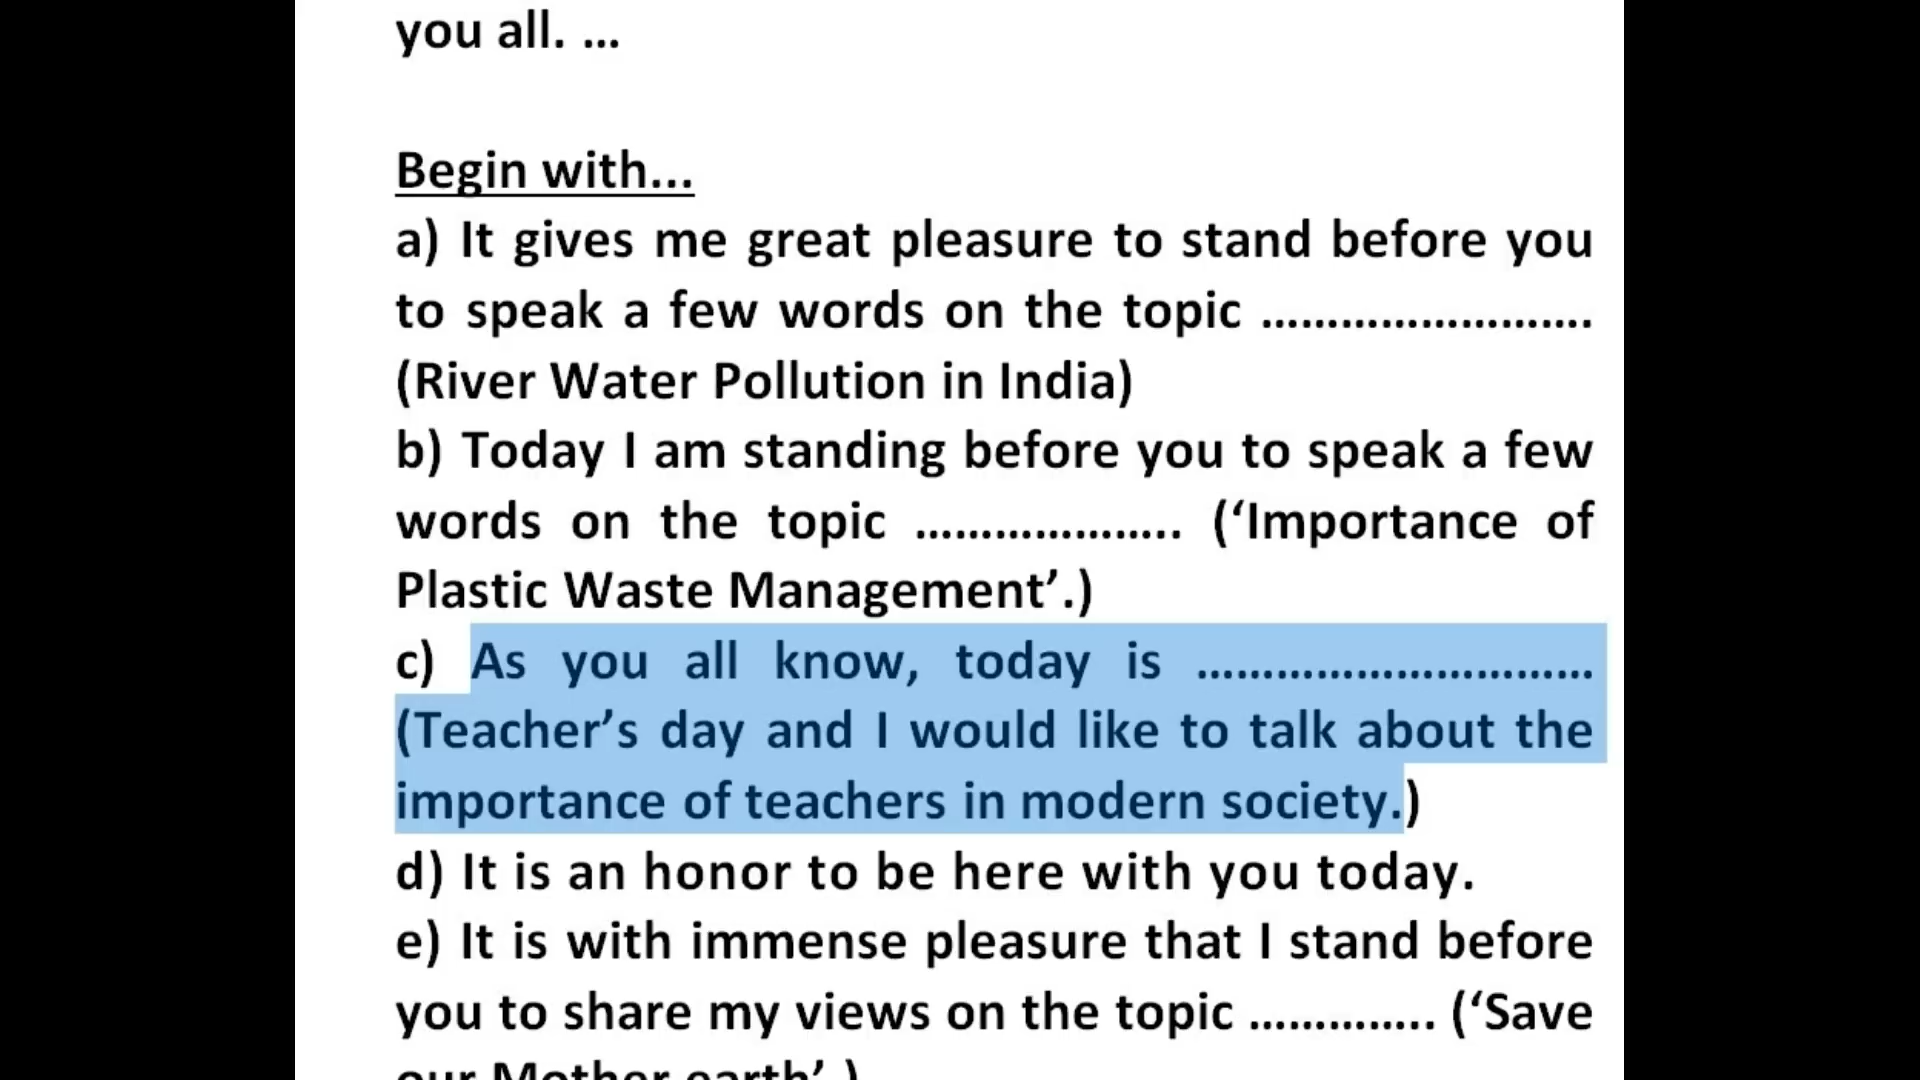 you all. ...
Begin with...
a) It gives me great pleasure to stand before you
to speak a few words on the topic …………………….
(River Water Pollution in India)
b) Today I am standing before you to speak a few
words on the topic ……………….. (‘Importance of
Plastic Waste Management’.)
c) As you all know, today is …………………………
(Teacher’s day and I would like to talk about the
importance of teachers in modern society.)
d) It is an honor to be here with you today.
e) It is with immense pleasure that I stand before
you to share my views on the topic ………….. (‘Save
our Mother earth’.)